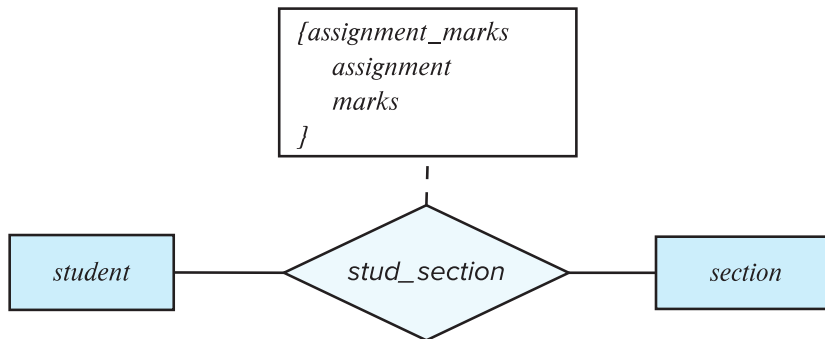 {assignment_marks
assignment
marks
}
student
stud_section
section